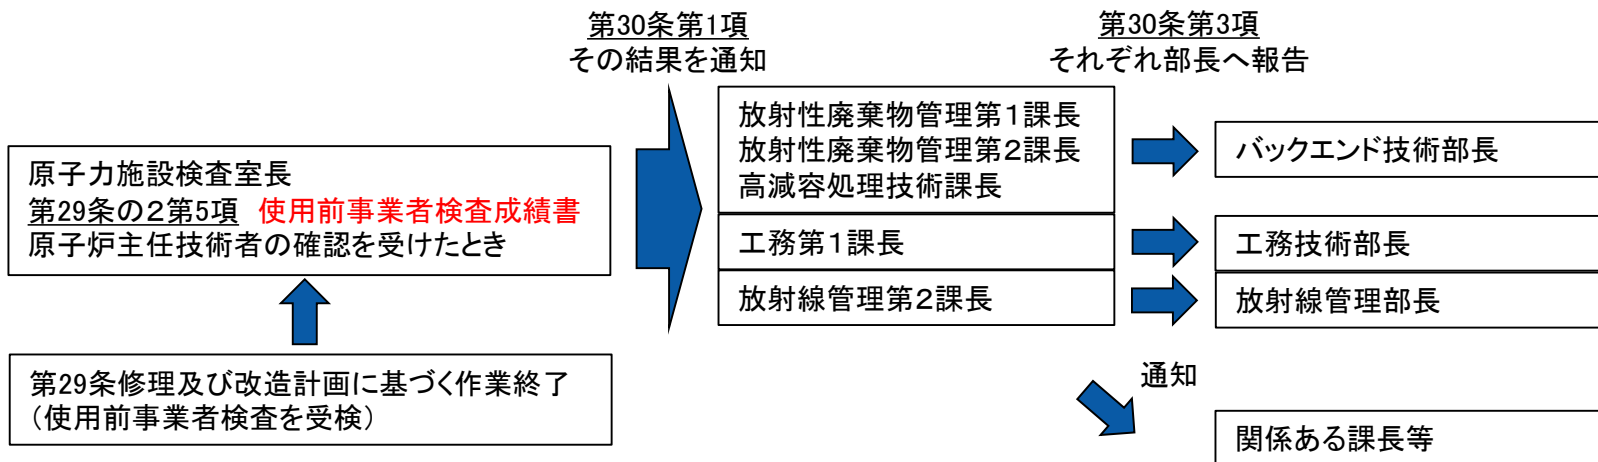 第30条第1項
その結果を通知
第30条第3項
それぞれ部長へ報告
原子力施設検査室長
第29条の2第5項 使用前事業者検査成績書
原子炉主任技術者の確認を受けたとき
放射性廃棄物管理第1課長
放射性廃棄物管理第2課長
高減容処理技術課長
バックエンド技術部長
工務第1課長
工務技術部長
放射線管理第2課長
放射線管理部長
第29条修理及び改造計画に基づく作業終了
(使用前事業者検査を受検)
通知
関係ある課長等